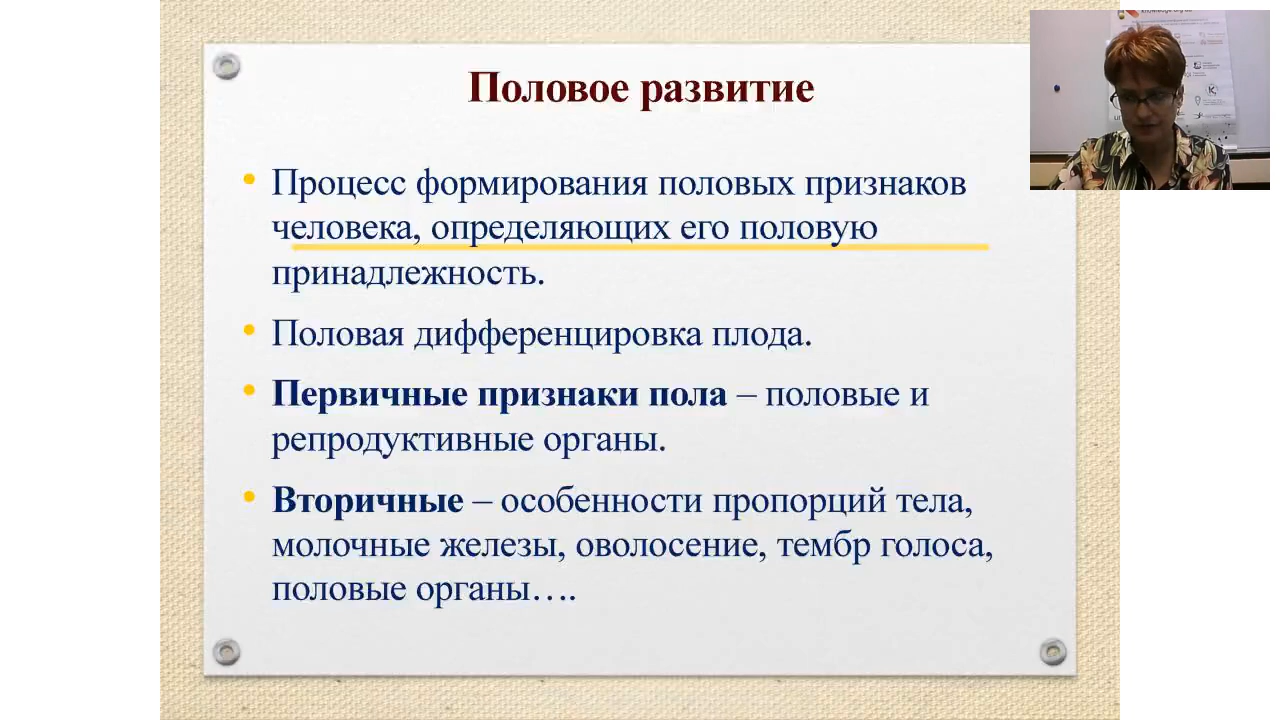 Половое развитие
• Процесс формирования половых признаков
человека, определяющих его половую
принадлежность.
• Половая дифференцировка плода.
• Первичные признаки пола – половые и
репродуктивные органы.
• Вторичные – особенности пропорций тела,
молочные железы, оволосение, тембр голоса,
половые органы….